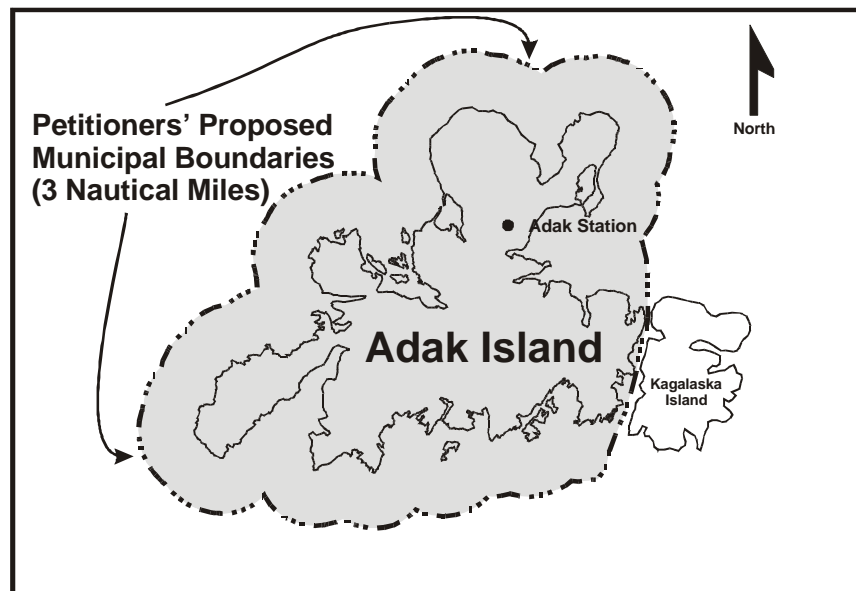 Petitioners’ Proposed
Municipal Boundaries
(3 Nautical Miles)
North
Adak Station
Adak Island
Kagalaska
Island